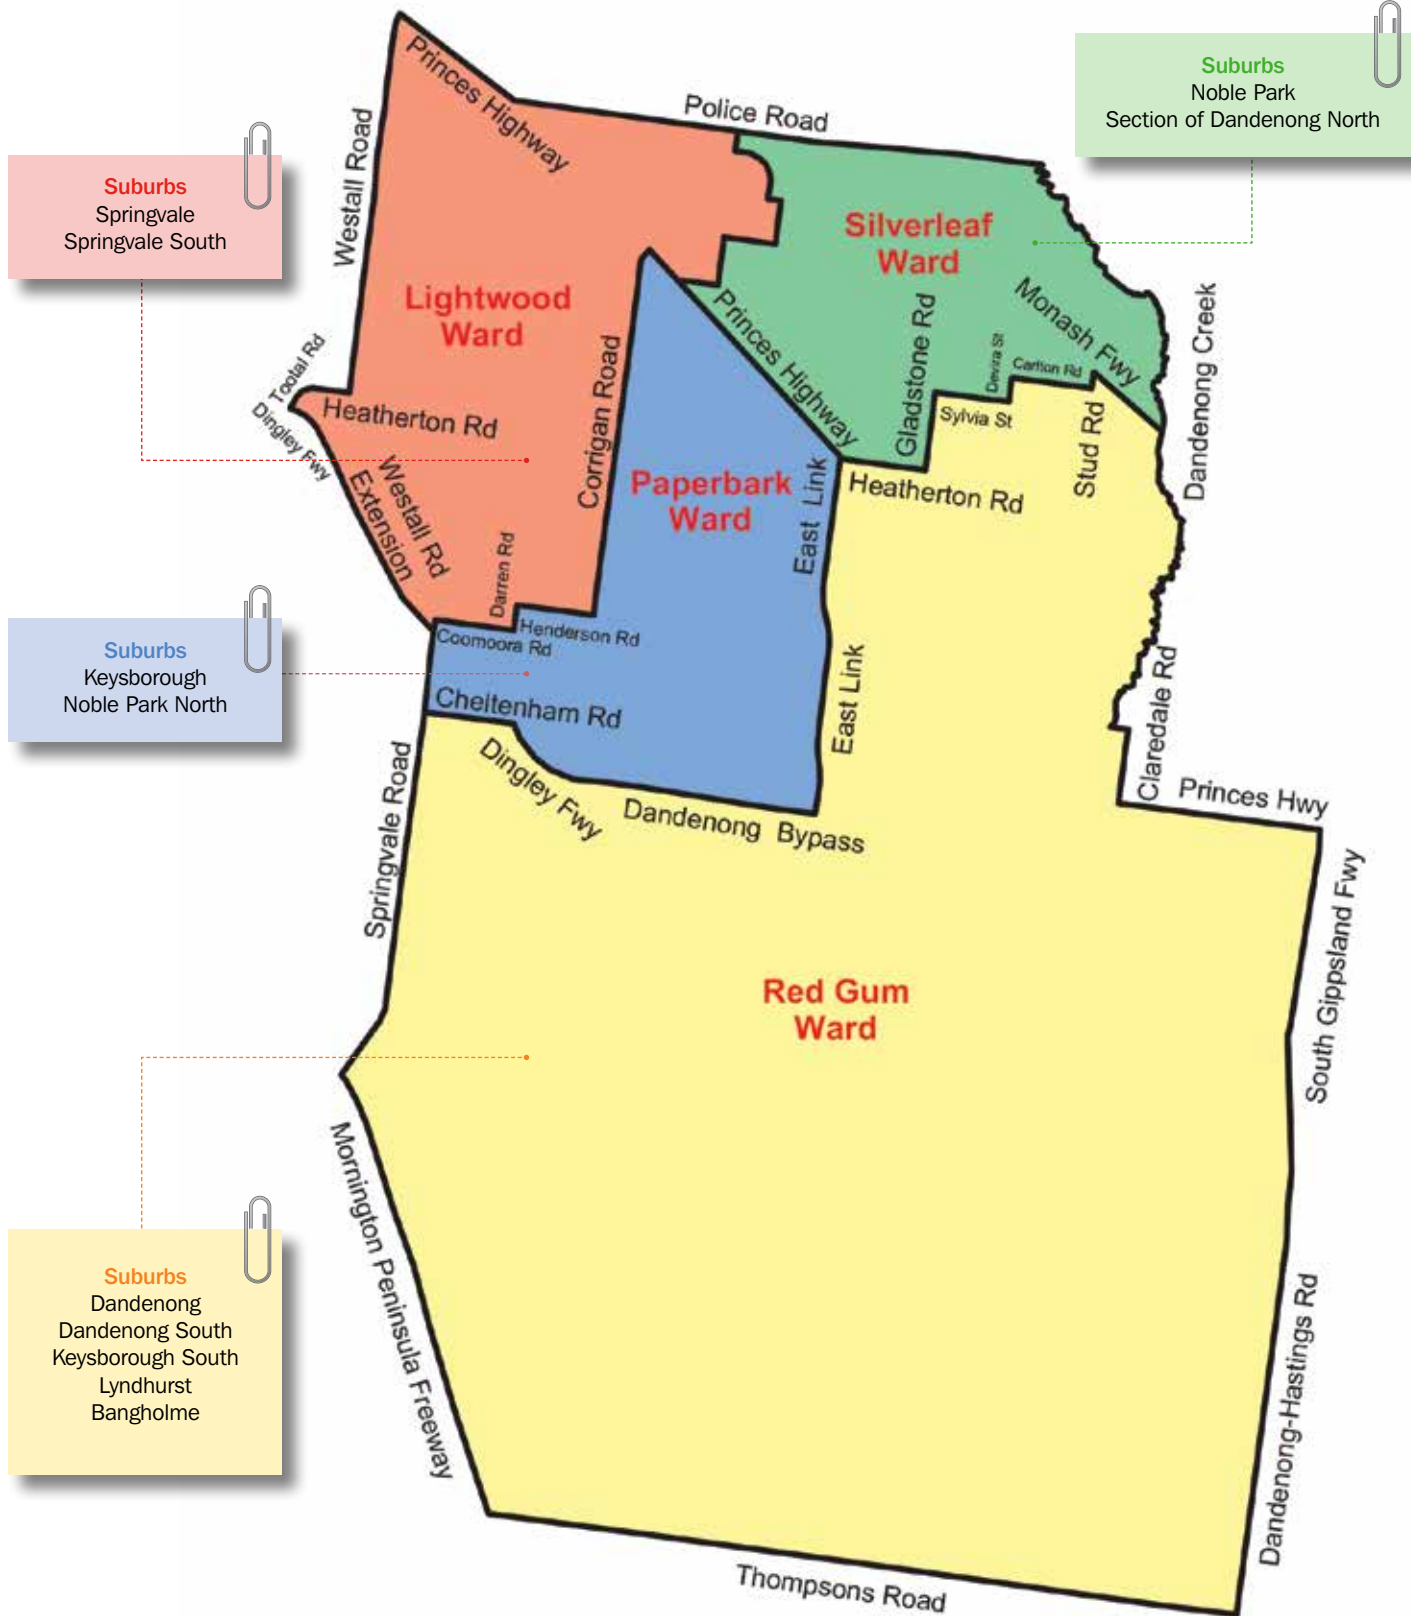 Suburbs
Noble Park
Section of Dandenong North
Suburbs
Springvale
Springvale South
Suburbs
Keysborough
Noble Park North
Suburbs
Dandenong
Dandenong South
Keysborough South
Lyndhurst
Bangholme
Princes Highway
Police Road
Westall Road
Silverleaf
Ward
Lightwood
Ward
Monash Fwy
Dandenong Creek
Princes Highway
Gladstone Rd
Devira St
Carlton Rd
Sylvia St
Stud Rd
Tootal Rd
Dingley Fwy
Heatherton Rd
Corrigan Road
Westall Rd
Extension
Darren Rd
Paperbark
Ward
East Link
Heatherton Rd
Henderson Rd
Coomoora Rd
Cheltenham Rd
East Link
Claredale Rd
Princes Hwy
Springvale Road
Dingley Fwy
Dandenong Bypass
South Gippsland Fwy
Red Gum
Ward
Mornington Peninsula Freeway
Dandenong-Hastings Rd
Thompsons Road